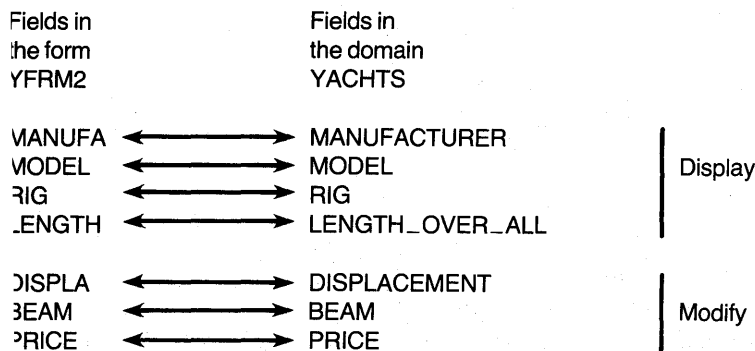 Fields in Fields in
the form the domain
YFRM2 YACHTS
MANUFA MANUFACTURER
MODEL MODEL
RIG RIG Display
LENGTH LENGTH_OVER_ALL
DISPLA DISPLACEMENT
BEAM BEAM Modify
PRICE PRICE